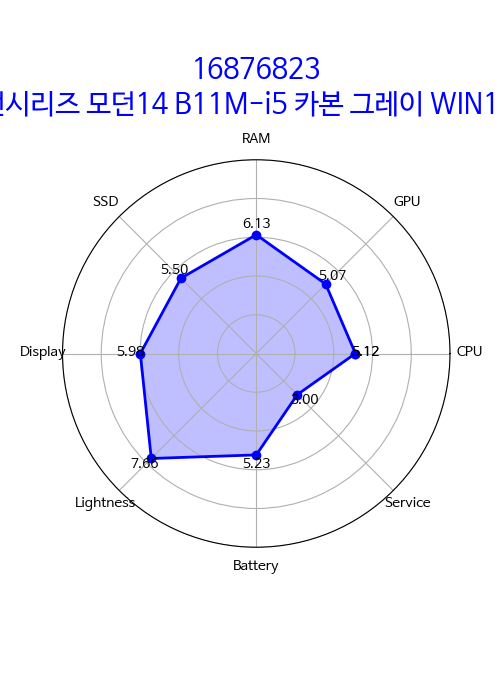 16876823
시리즈 모던14 B11M-i5 카본 그레이 WIN1
RAM
SSD
GPU
6.13
5.50
5.07
Display
5.98
5.12
CPU
7.66
5.23
Lightness
Service
Battery